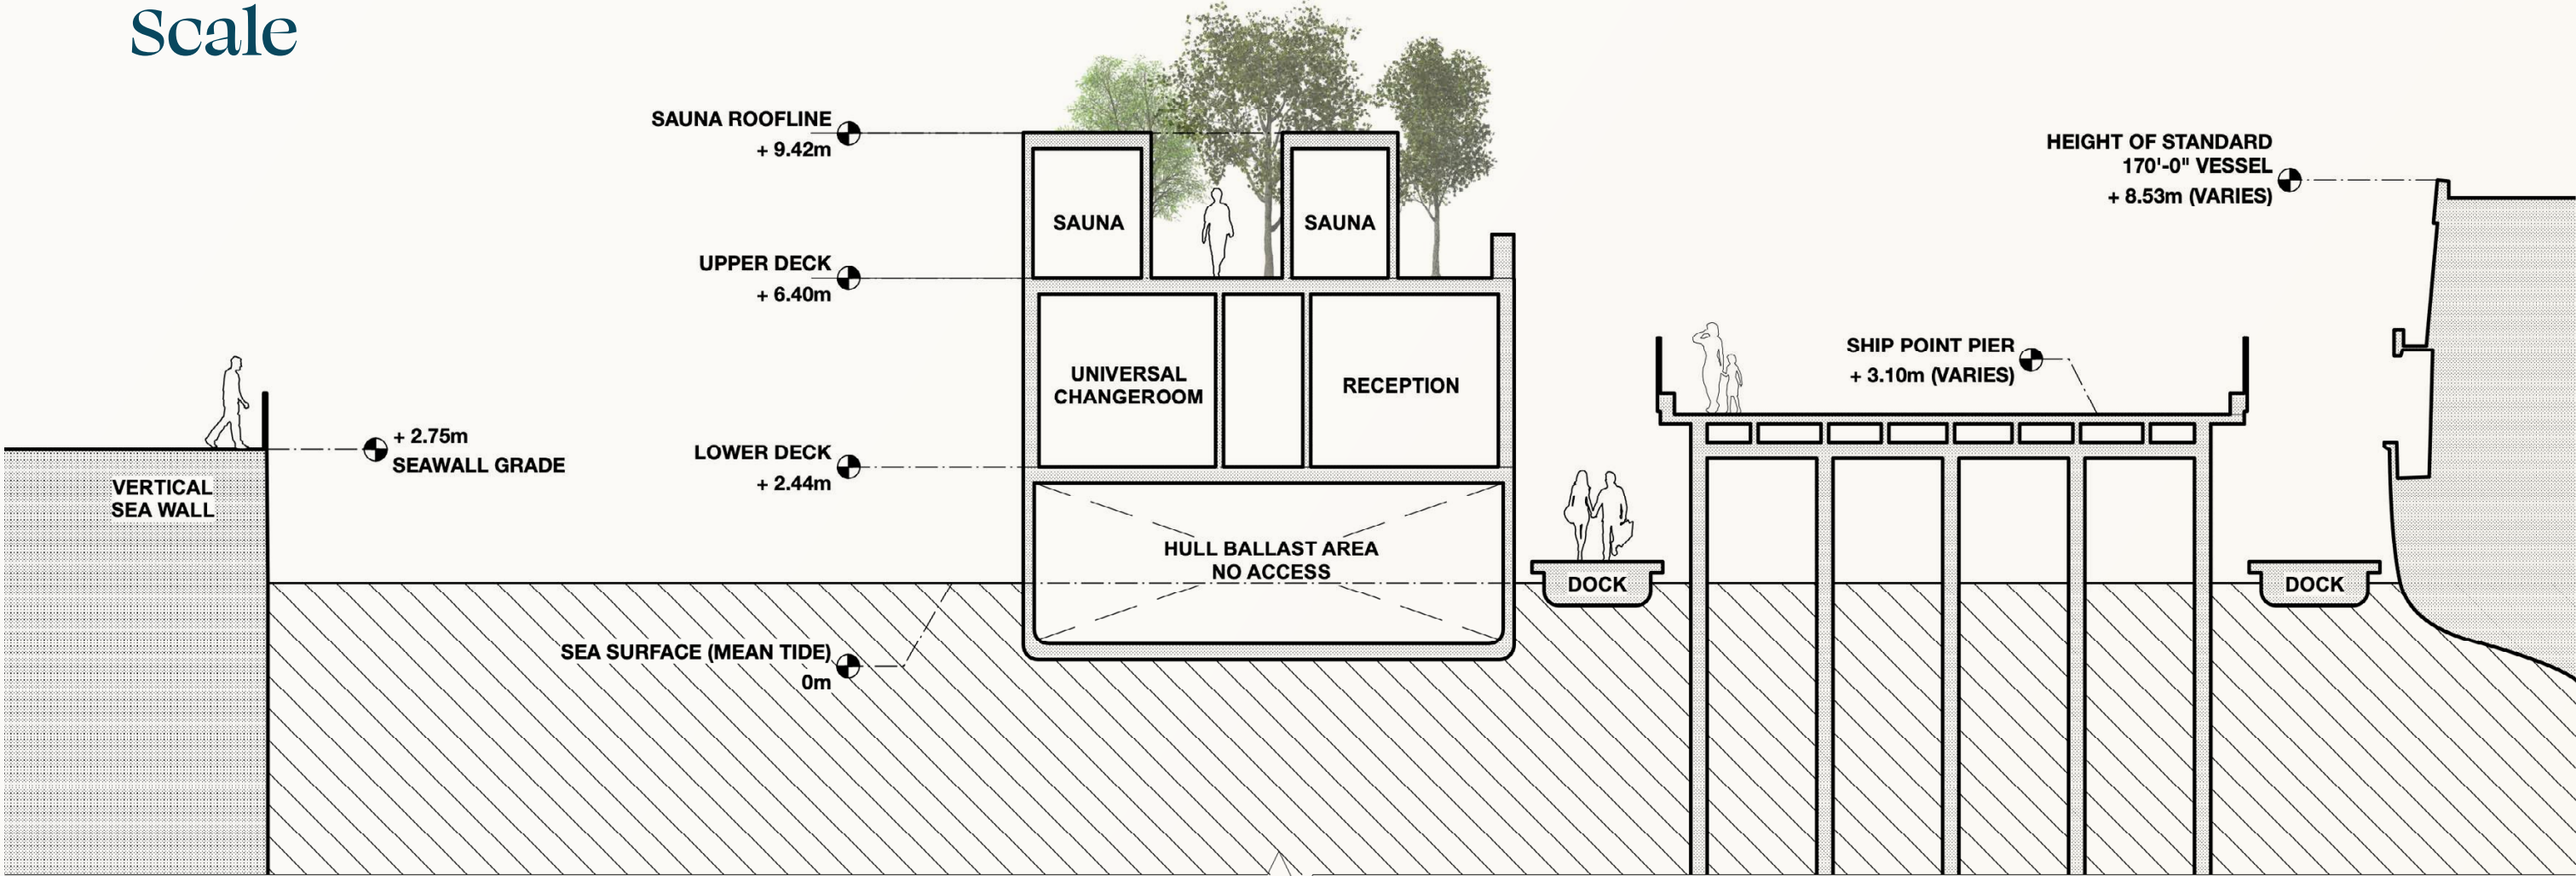 Scale
SAUNA ROOFLINE
+ 9.42m
UPPER DECK
+ 6.40m
LOWER DECK
+ 2.44m
SEA SURFACE (MEAN TIDE)
0m
+ 2.75m
SEAWALL GRADE
VERTICAL
SEA WALL
SAUNA
SAUNA
UNIVERSAL
CHANGEROOM
RECEPTION
HULL BALLAST AREA
NO ACCESS
DOCK
SHIP POINT PIER
+ 3.10m (VARIES)
HEIGHT OF STANDARD
170'-0" VESSEL
+ 8.53m (VARIES)
DOCK